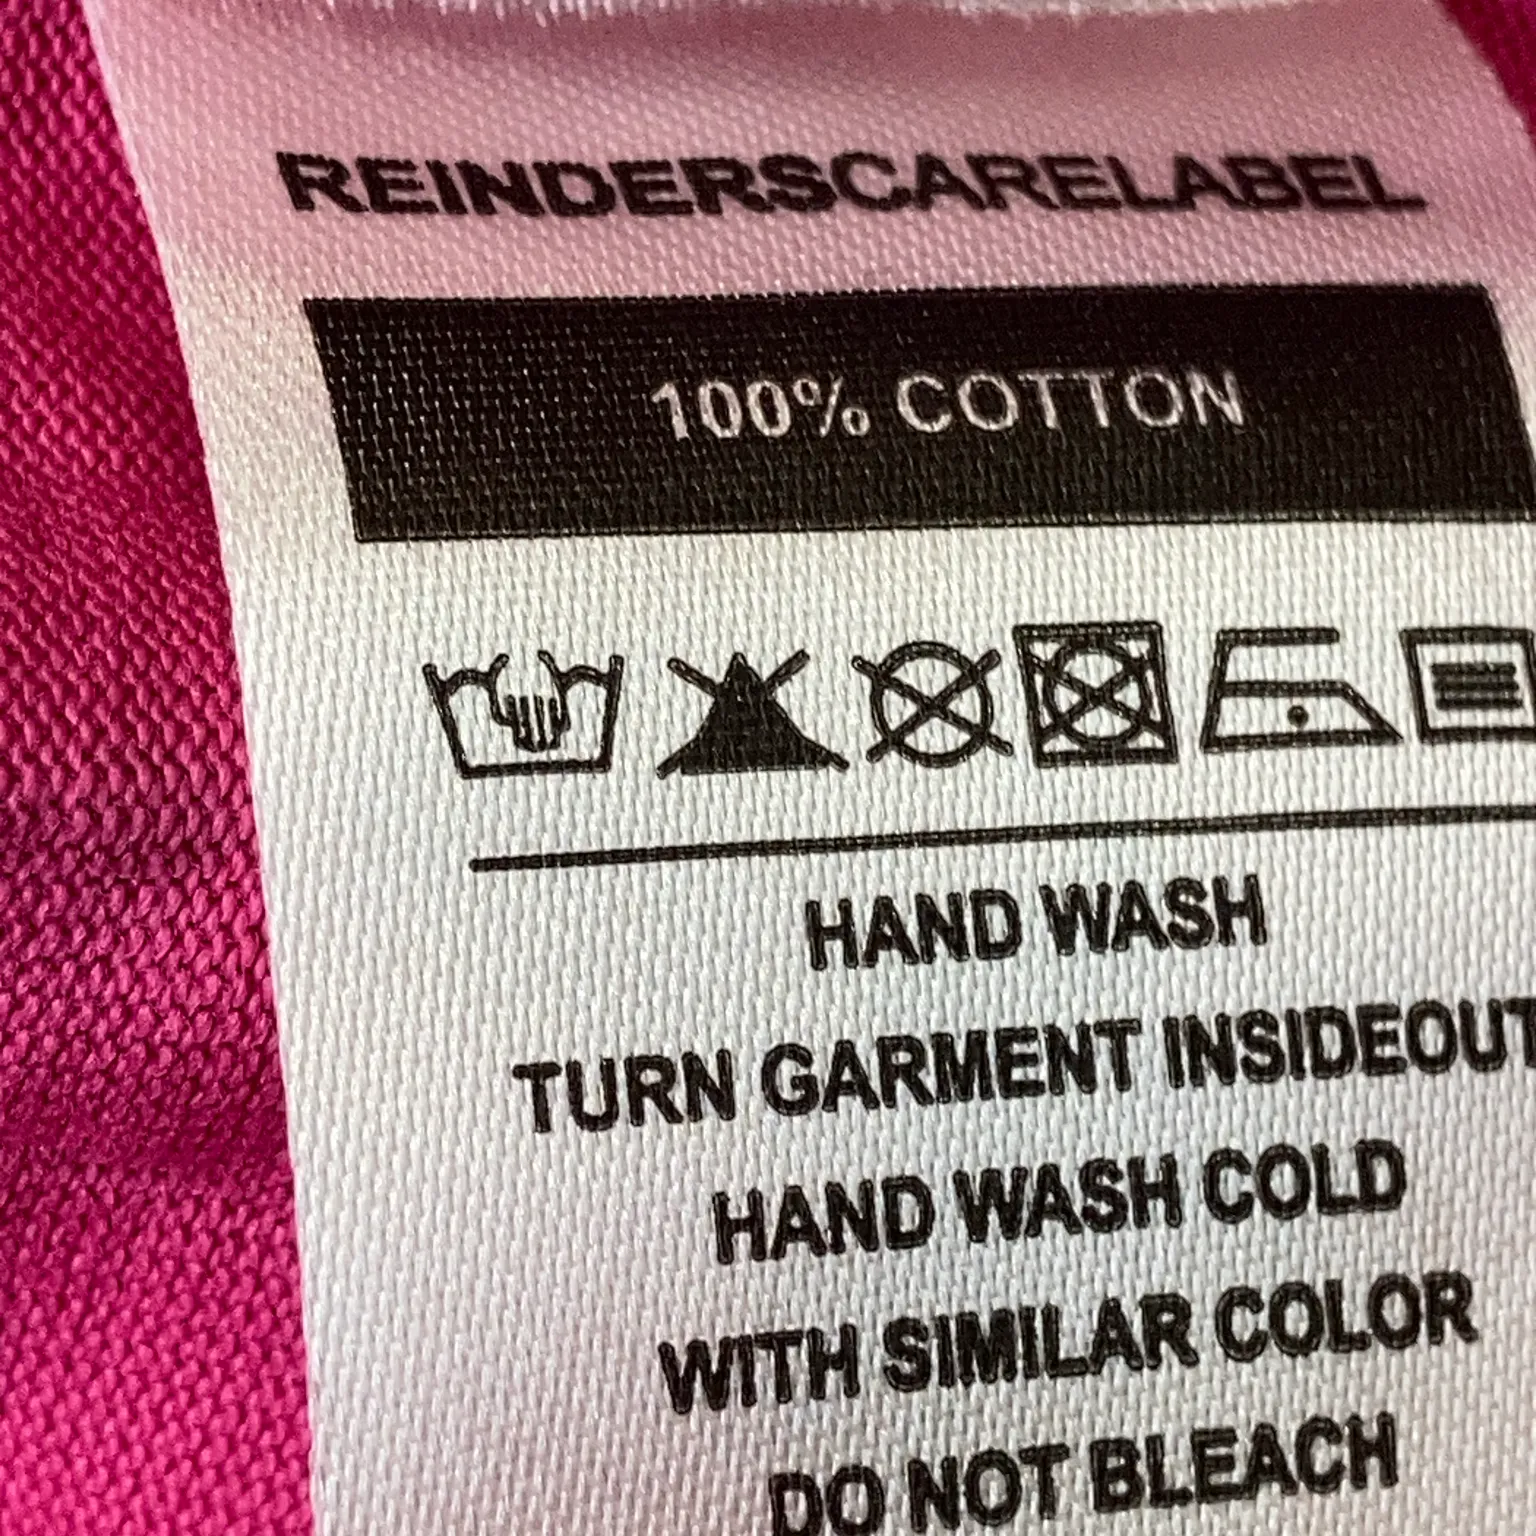 REINDERSCARELABEL
100% COTTON
HAND WASH
TURN GARMENT INSIDEOUT
HAND WASH COLD
WITH SIMILAR COLOR
DO NOT BLEACH